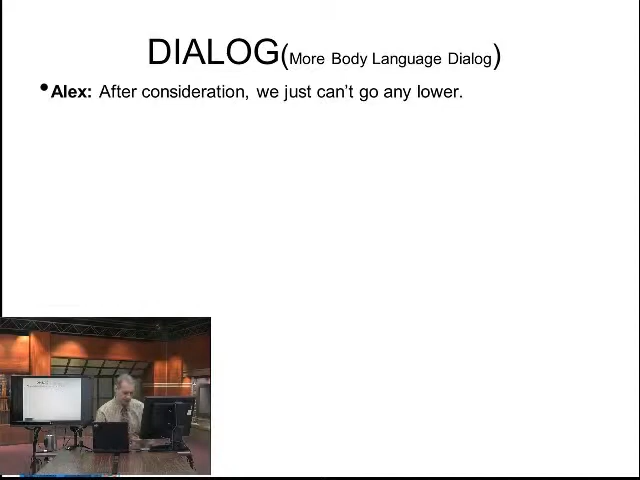 DIALOG(More Body Language Dialog)
•Alex: After consideration, we just can't go any lower.